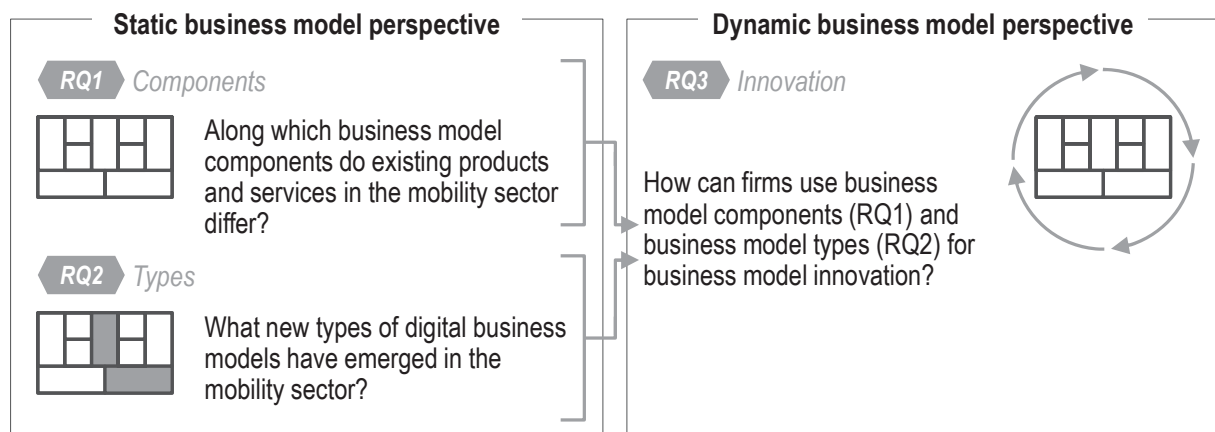 Static business model perspective
RQ1 Components
Along which business model
components do existing products
and services in the mobility sector
differ?
RQ2 Types
What new types of digital business
models have emerged in the
mobility sector?
Dynamic business model perspective
RQ3 Innovation
How can firms use business
model components (RQ1) and
business model types (RQ2) for
business model innovation?